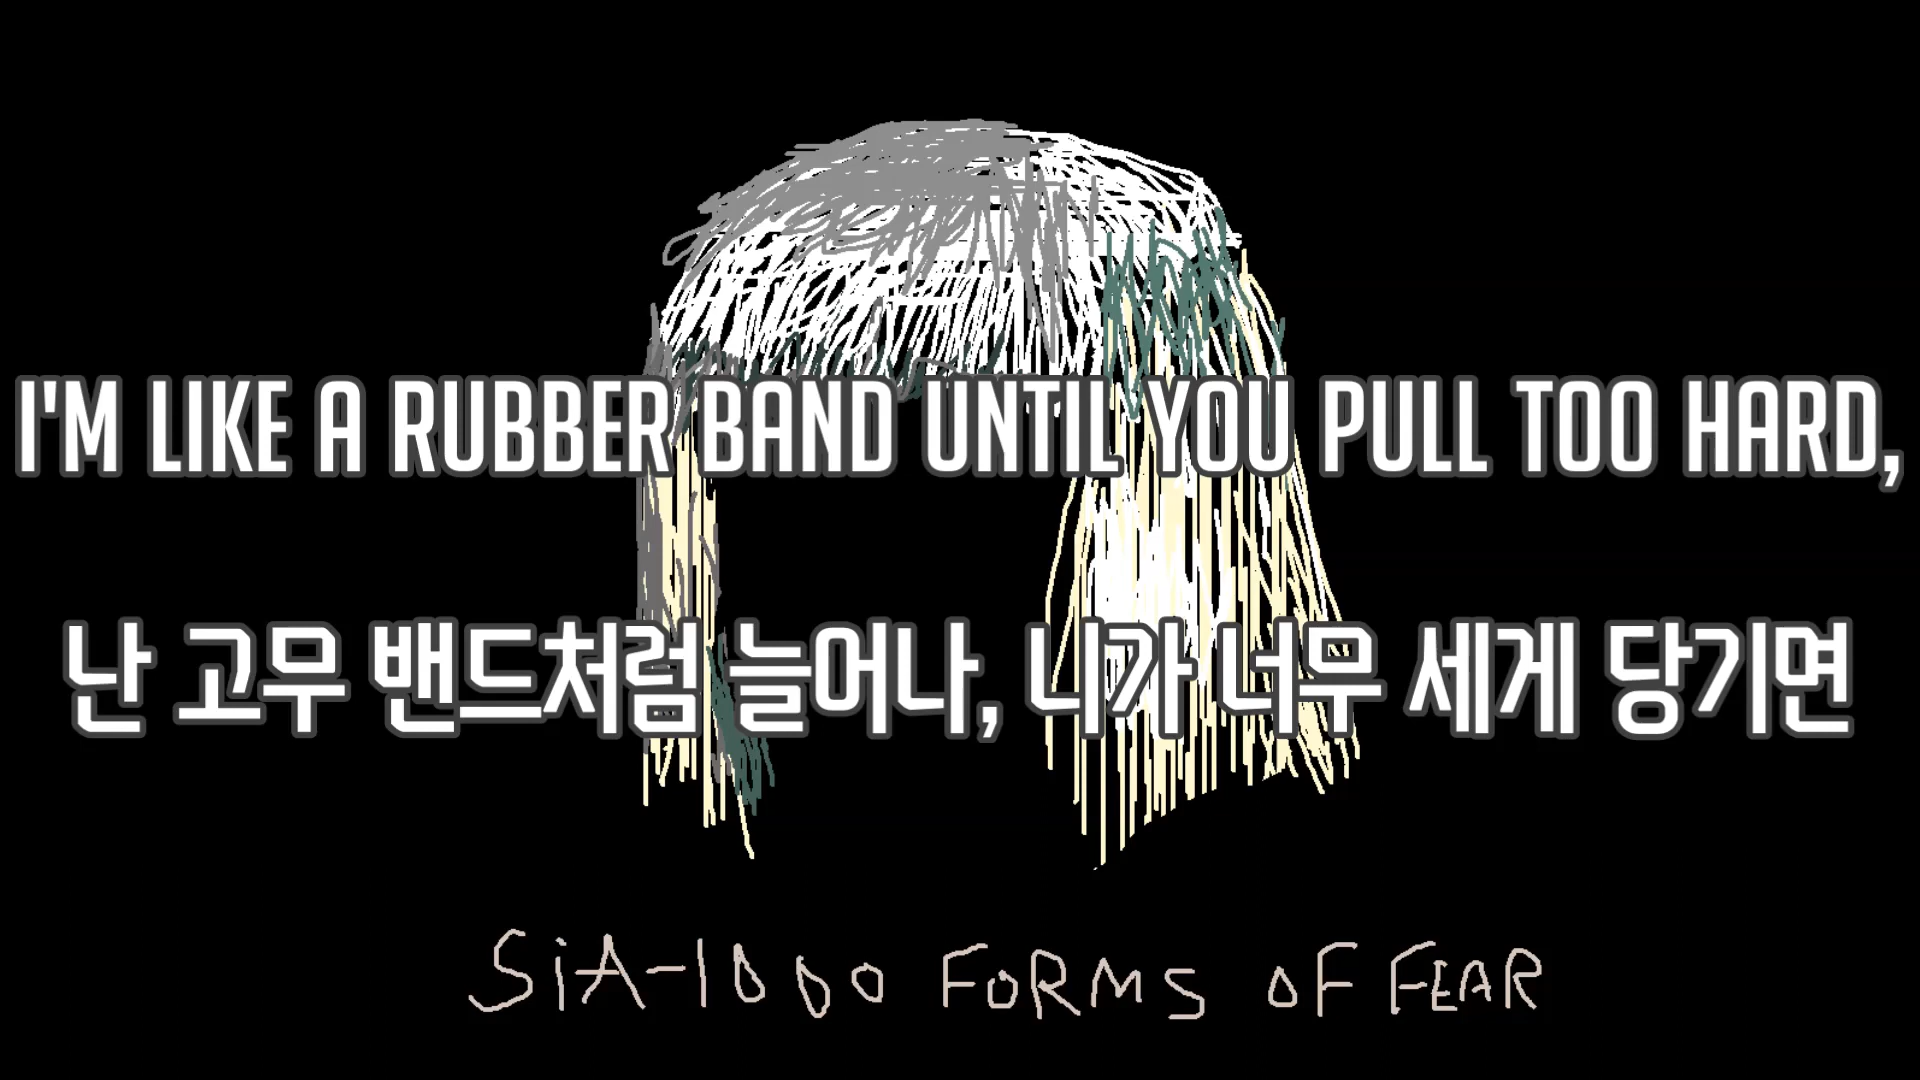 I'M LIKE A RUBBER BAND UNTIL YOU PULL TOO HARD,
난 고무 밴드처럼 늘어나, 니가 너무 세게 당기면
SiA-1000 FORMS OF FEAR